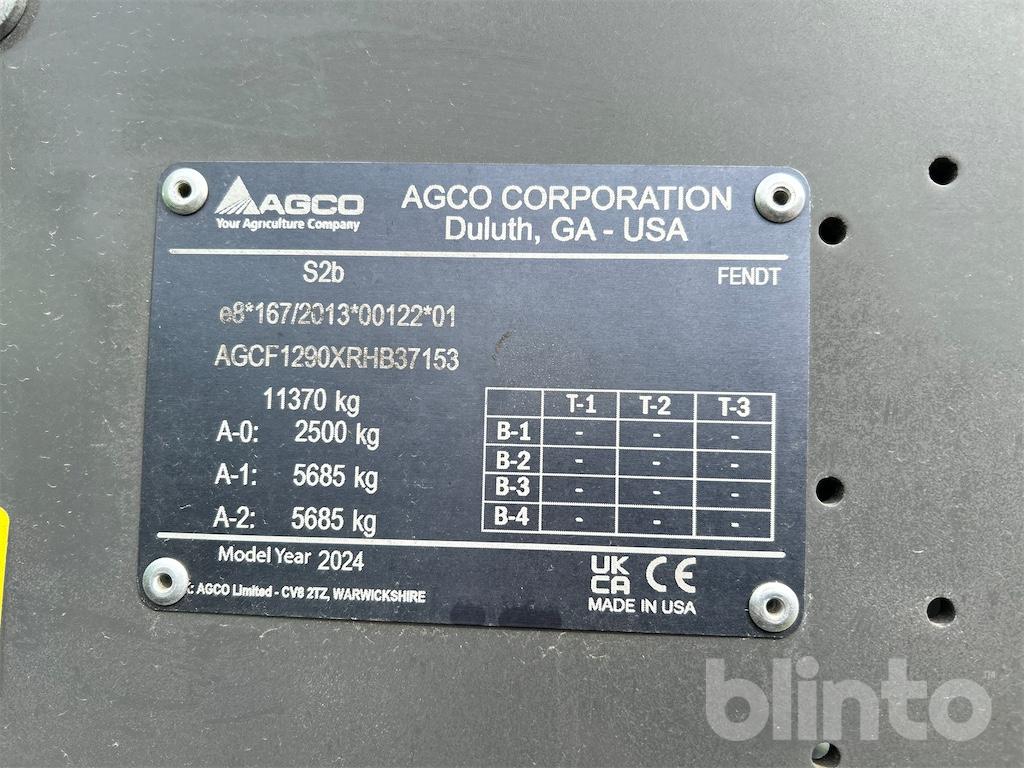 AGCO
Your Agriculture Company
AGCO CORPORATION
Duluth, GA - USA
S2b
FENDT
e8*167/2013*00122*01
AGCF1290XRHB37153
11370 kg
A-0: 2500 kg
A-1: 5685 kg
A-2: 5685 kg
T-1 T-2 T-3
B-1 - - -
B-2 - - -
B-3 - - -
B-4 - - -
Model Year 2024
: AGCO Limited - CV8 2TZ, WARWICKSHIRE
UK
CA CE
MADE IN USA
blinto